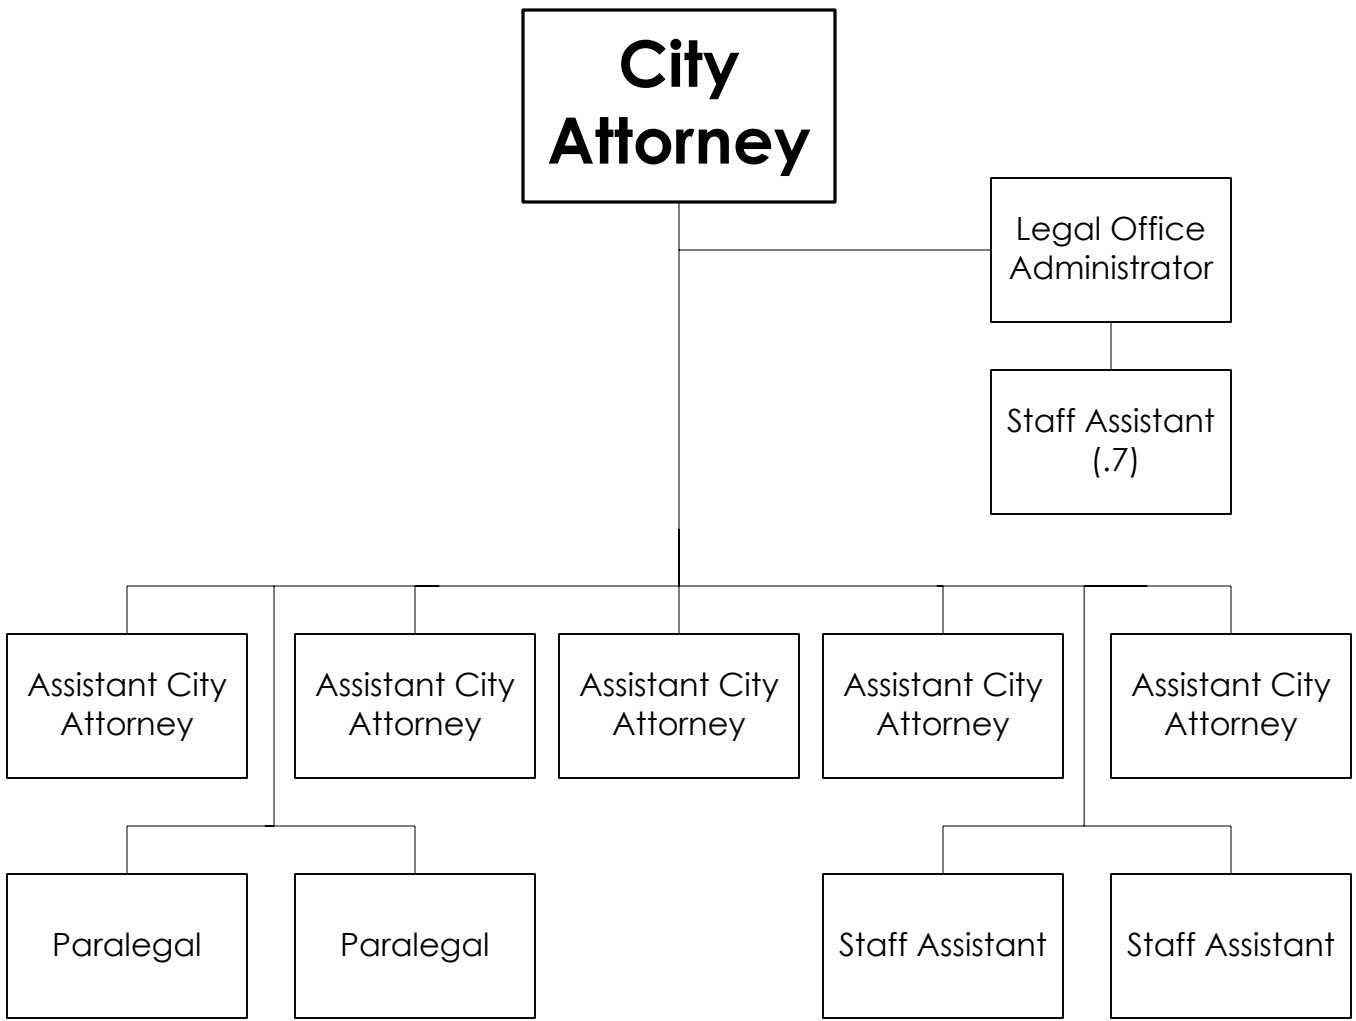 City
Attorney
Legal Office
Administrator
Staff Assistant
(.7)
Assistant City
Attorney
Assistant City
Attorney
Assistant City
Attorney
Assistant City
Attorney
Assistant City
Attorney
Paralegal
Paralegal
Staff Assistant
Staff Assistant